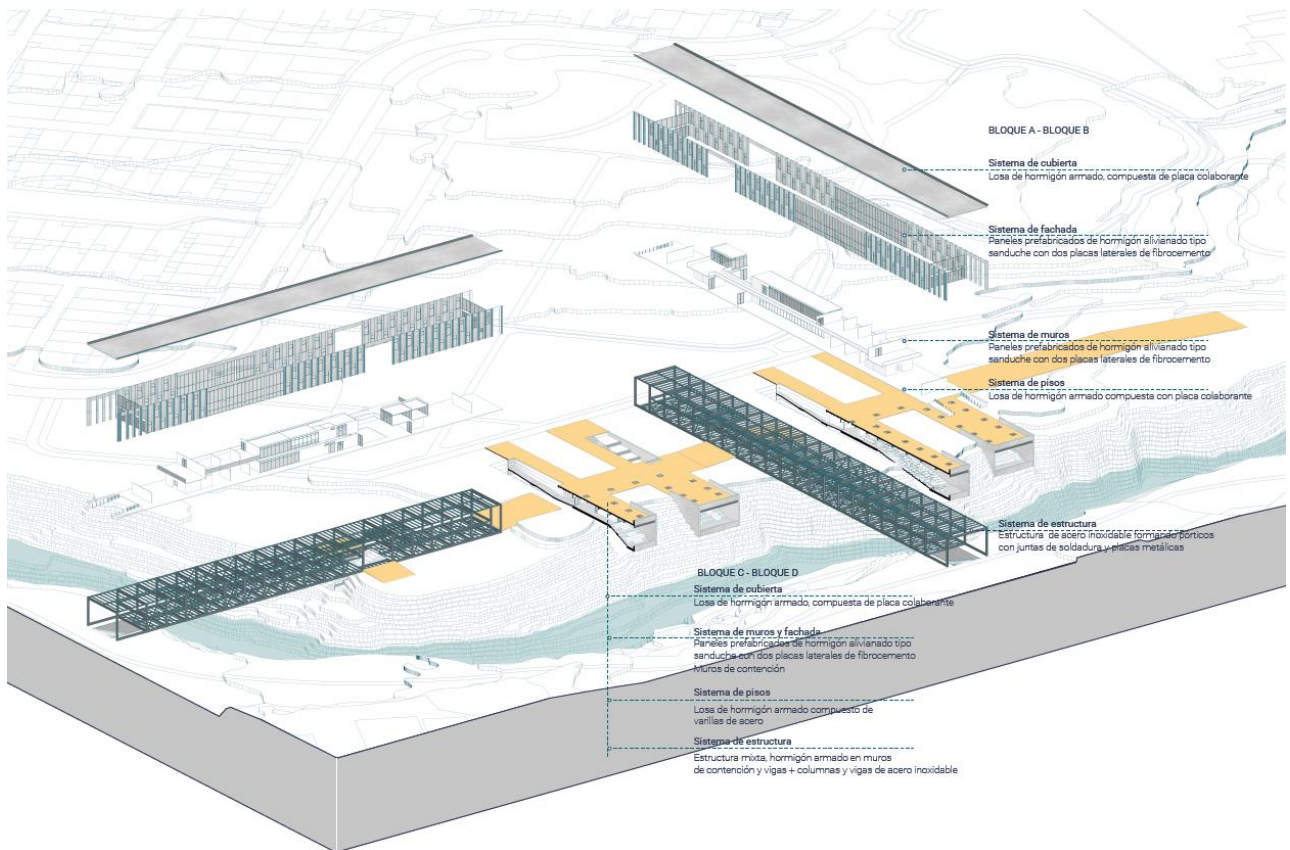 BLOQUE A - BLOQUE B
Sistema de cubierta
Losa de hormigón armado, compuesta de placa colaborante
Sistema de fachada
Paneles prefabricados de hormigón alivianado tipo
sanduche con dos placas laterales de fibrocemento
Sistema de muros
Paneles prefabricados de hormigón alivianado tipo
sanduche con dos placas laterales de fibrocemento
Sistema de pisos
Losa de hormigón armado compuesta con placa colaborante
Sistema de estructura
Estructura de acero inoxidable formando pórticos
con juntas de soldadura y placas metálicas
BLOQUE C - BLOQUE D
Sistema de cubierta
Losa de hormigón armado, compuesta de placa colaborante
Sistema de muros y fachada
Paneles prefabricados de hormigón alivianado tipo
sanduche con dos placas laterales de fibrocemento
Muros de contención
Sistema de pisos
Losa de hormigón armado compuesto de
varillas de acero
Sistema de estructura
Estructura mixta, hormigón armado en muros
de contención y vigas + columnas y vigas de acero inoxidable